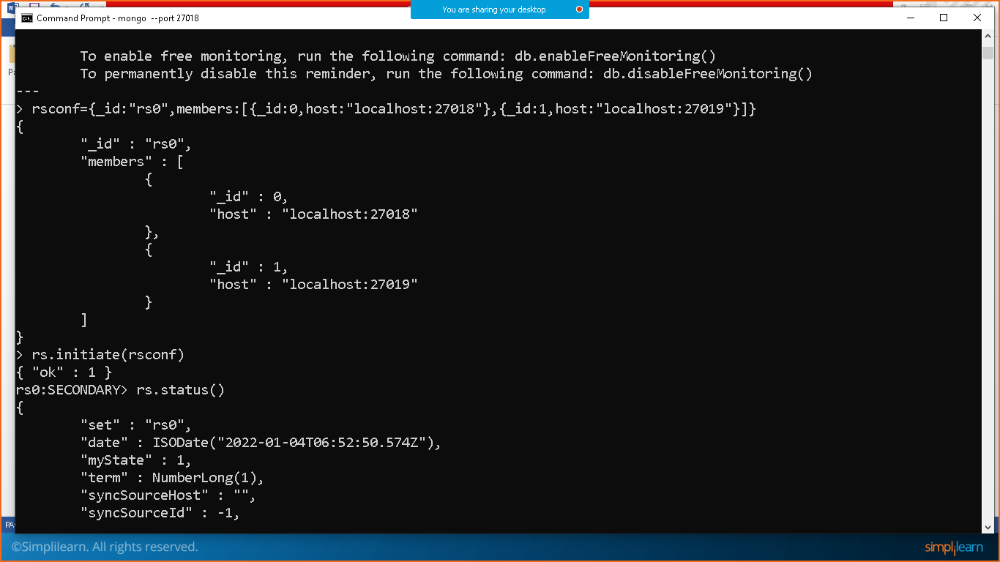 You are sharing your desktop
Command Prompt - mongo --port 27018
To enable free monitoring, run the following command: db.enableFreeMonitoring()
To permanently disable this reminder, run the following command: db.disableFreeMonitoring()
---
> rsconf={_id:"rs0",members:[{_id:0,host:"localhost:27018"},{_id:1,host:"localhost:27019"}]}
{
"_id" : "rs0",
"members" : [
{
"_id" : 0,
"host" : "localhost:27018"
},
{
"_id" : 1,
"host" : "localhost:27019"
}
]
}
> rs.initiate(rsconf)
{ "ok" : 1 }
rs0:SECONDARY> rs.status()
{
"set" : "rs0",
"date" : ISODate("2022-01-04T06:52:50.574Z"),
"myState" : 1,
"term" : NumberLong(1),
"syncSourceHost" : "",
"syncSourceId" : -1,
©Simplilearn. All rights reserved.
simplilearn